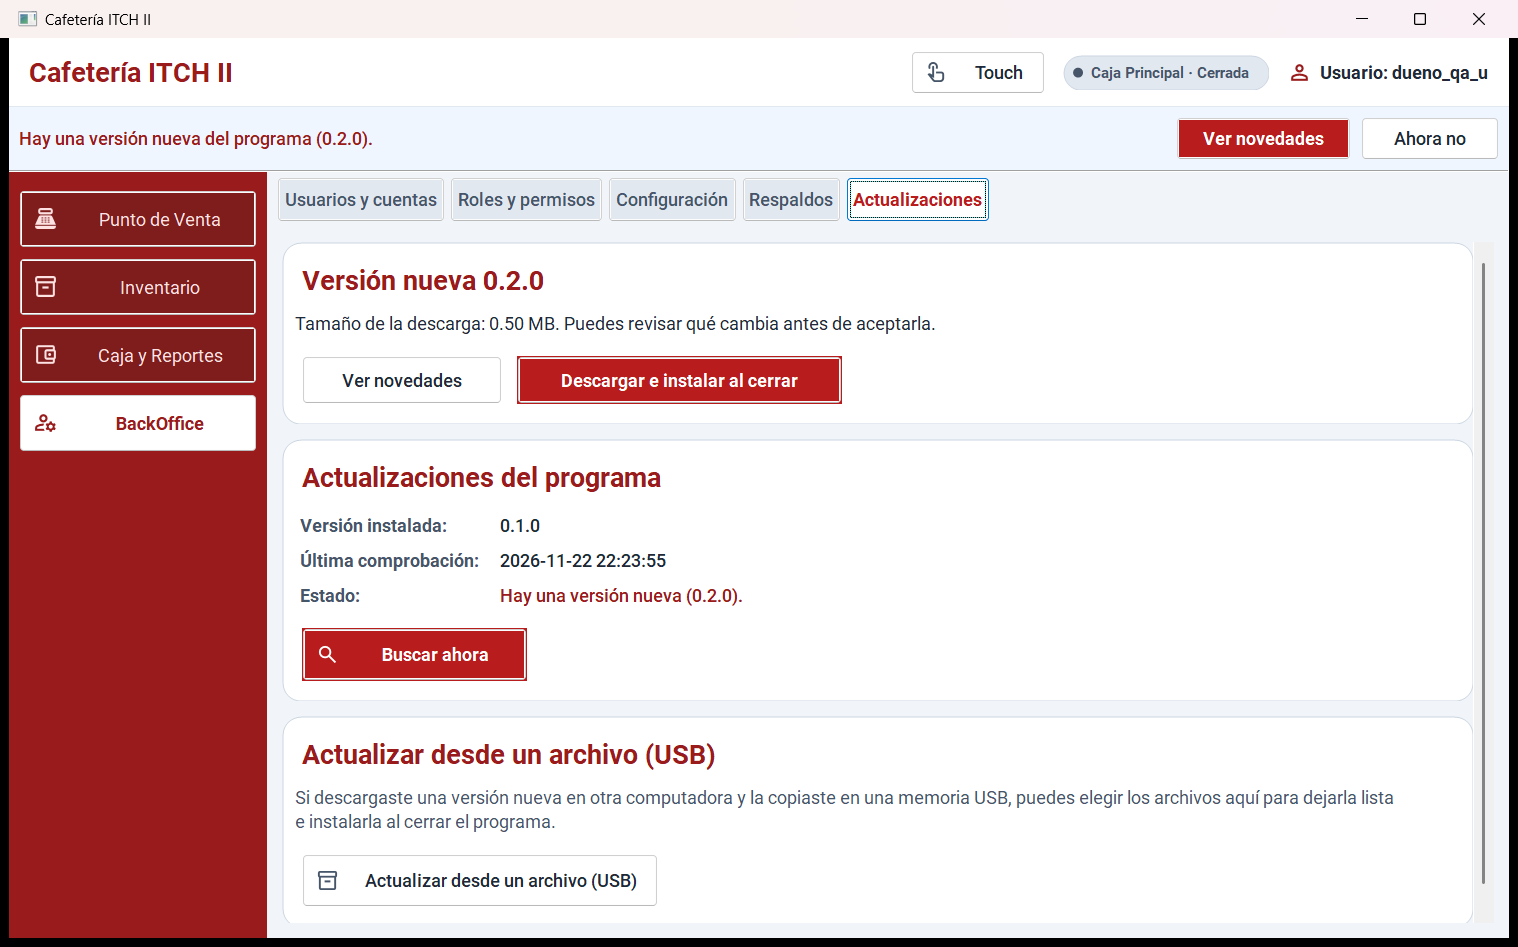 Cafetería ITCH II
Cafetería ITCH II
Touch
Caja Principal · Cerrada
Usuario: dueno_qa_u
Hay una versión nueva del programa (0.2.0).
Ver novedades
Ahora no
Punto de Venta
Inventario
Caja y Reportes
BackOffice
Usuarios y cuentas
Roles y permisos
Configuración
Respaldos
Actualizaciones
Versión nueva 0.2.0
Tamaño de la descarga: 0.50 MB. Puedes revisar qué cambia antes de aceptarla.
Ver novedades
Descargar e instalar al cerrar
Actualizaciones del programa
Versión instalada: 0.1.0
Última comprobación: 2026-11-22 22:23:55
Estado: Hay una versión nueva (0.2.0).
Buscar ahora
Actualizar desde un archivo (USB)
Si descargaste una versión nueva en otra computadora y la copiaste en una memoria USB, puedes elegir los archivos aquí para dejarla lista
e instalarla al cerrar el programa.
Actualizar desde un archivo (USB)